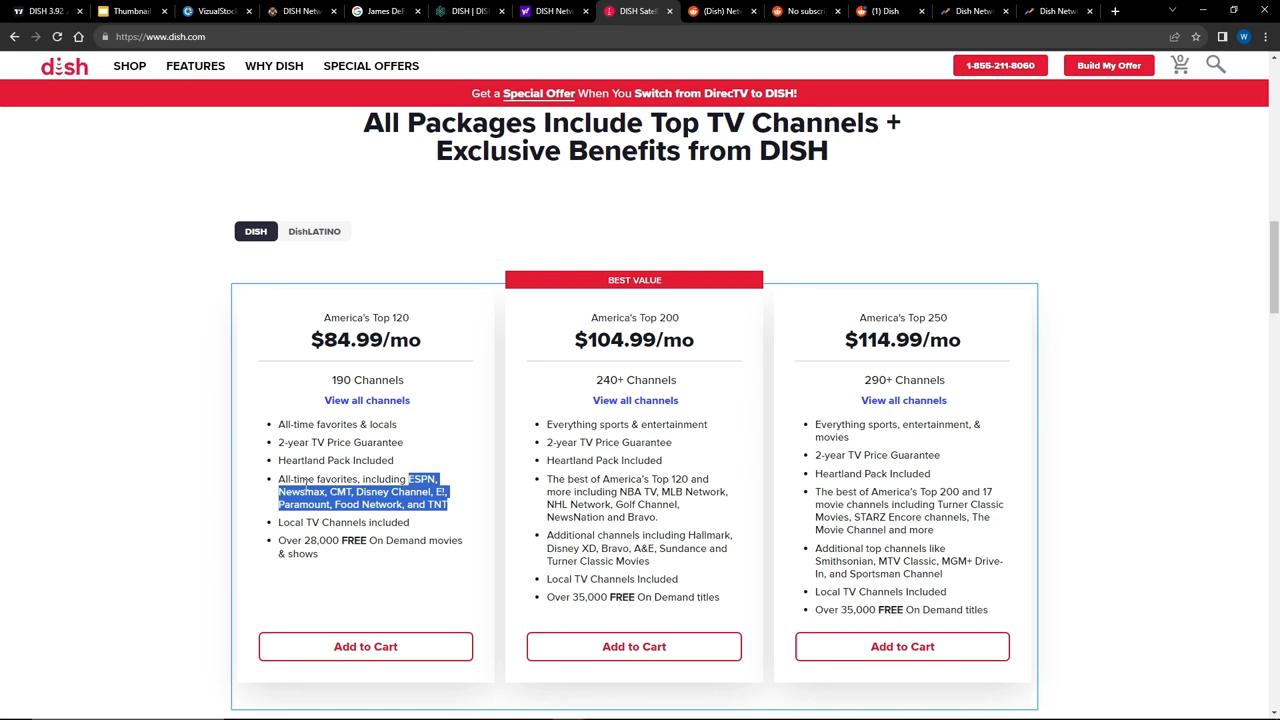 DISH 3.92
Thumbnail
VizualStock
DISH Netw
James DeF
DISH | DIS
DISH Netw
DISH Sate
(Dish) Net
No subscri
(1) Dish
Dish Netw
Dish Netw
https://www.dish.com
W
dish
SHOP
FEATURES
WHY DISH
SPECIAL OFFERS
1-855-211-8060
Build My Offer
0
Get a Special Offer When You Switch from DirecTV to DISH!
All Packages Include Top TV Channels +
Exclusive Benefits from DISH
DISH
DishLATINO
BEST VALUE
America's Top 120
$84.99/mo
190 Channels
View all channels
• All-time favorites & locals
• 2-year TV Price Guarantee
• Heartland Pack Included
• All-time favorites, including ESPN,
Newsmax, CMT, Disney Channel, E!,
Paramount, Food Network, and TNT
• Local TV Channels included
• Over 28,000 FREE On Demand movies
& shows
Add to Cart
America's Top 200
$104.99/mo
240+ Channels
View all channels
• Everything sports & entertainment
• 2-year TV Price Guarantee
• Heartland Pack Included
• The best of America's Top 120 and
more including NBA TV, MLB Network,
NHL Network, Golf Channel,
NewsNation and Bravo.
• Additional channels including Hallmark,
Disney XD, Bravo, A&E, Sundance and
Turner Classic Movies
• Local TV Channels Included
• Over 35,000 FREE On Demand titles
Add to Cart
America's Top 250
$114.99/mo
290+ Channels
View all channels
• Everything sports, entertainment, &
movies
• 2-year TV Price Guarantee
• Heartland Pack Included
• The best of America's Top 200 and 17
movie channels including Turner Classic
Movies, STARZ Encore channels, The
Movie Channel and more
• Additional top channels like
Smithsonian, MTV Classic, MGM+ Drive-
In, and Sportsman Channel
• Local TV Channels Included
• Over 35,000 FREE On Demand titles
Add to Cart